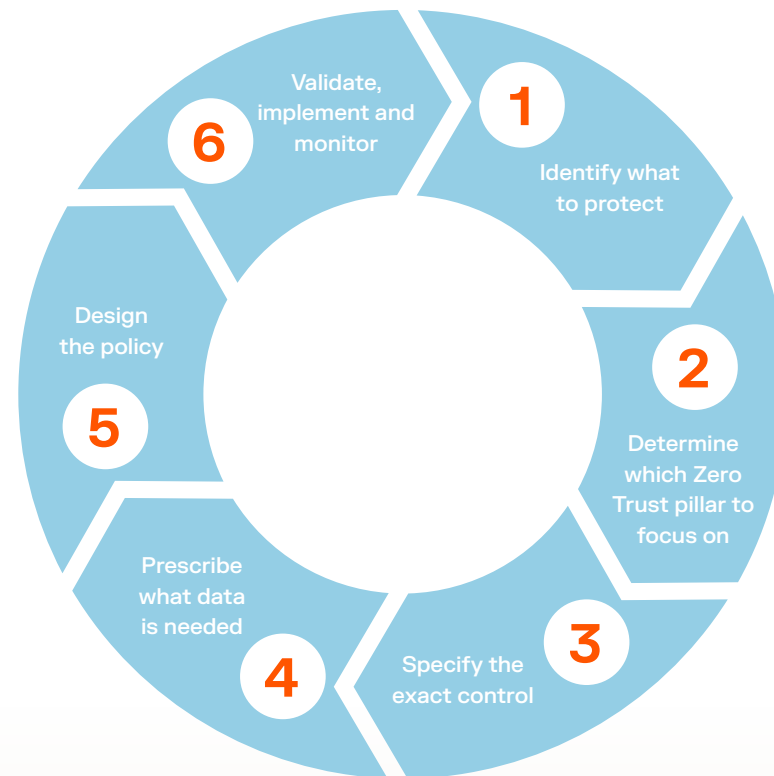 1
Identify what
to protect
2
Determine
which Zero
Trust pillar to
focus on
3
Specify the
exact control
4
Prescribe
what data
is needed
5
Design
the policy
6
Validate,
implement and
monitor